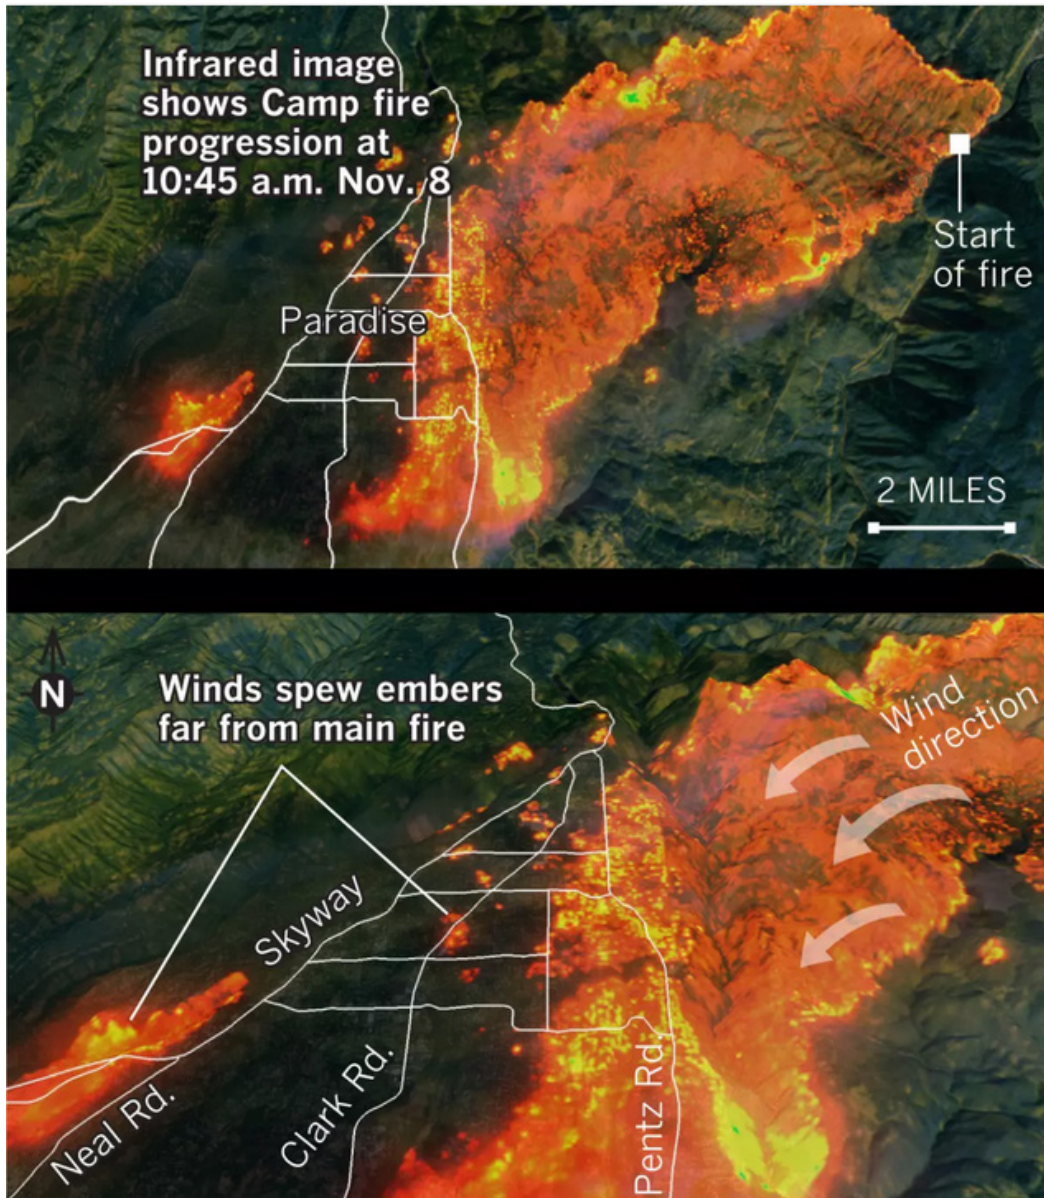 Infrared image
shows Camp fire
progression at
10:45 a.m. Nov. 8
Start
of fire
Paradise
2 MILES
N
Winds spew embers
far from main fire
Wind
direction
Skyway
Neal Rd.
Clark Rd.
Pentz Rd.